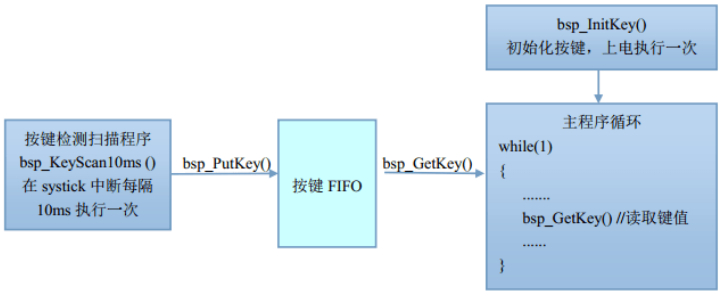 bsp_InitKey()
初始化按键，上电执行一次
按键检测扫描程序
bsp_KeyScan10ms ()
在 systick 中断每隔
10ms 执行一次
bsp_PutKey()
按键 FIFO
bsp_GetKey()
主程序循环
while(1)
{
.......
bsp_GetKey() //读取键值
......
}